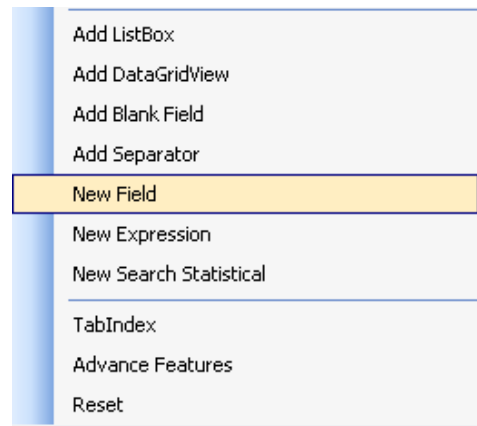 Add ListBox
Add DataGridView
Add Blank Field
Add Separator
New Field
New Expression
New Search Statistical
TabIndex
Advance Features
Reset